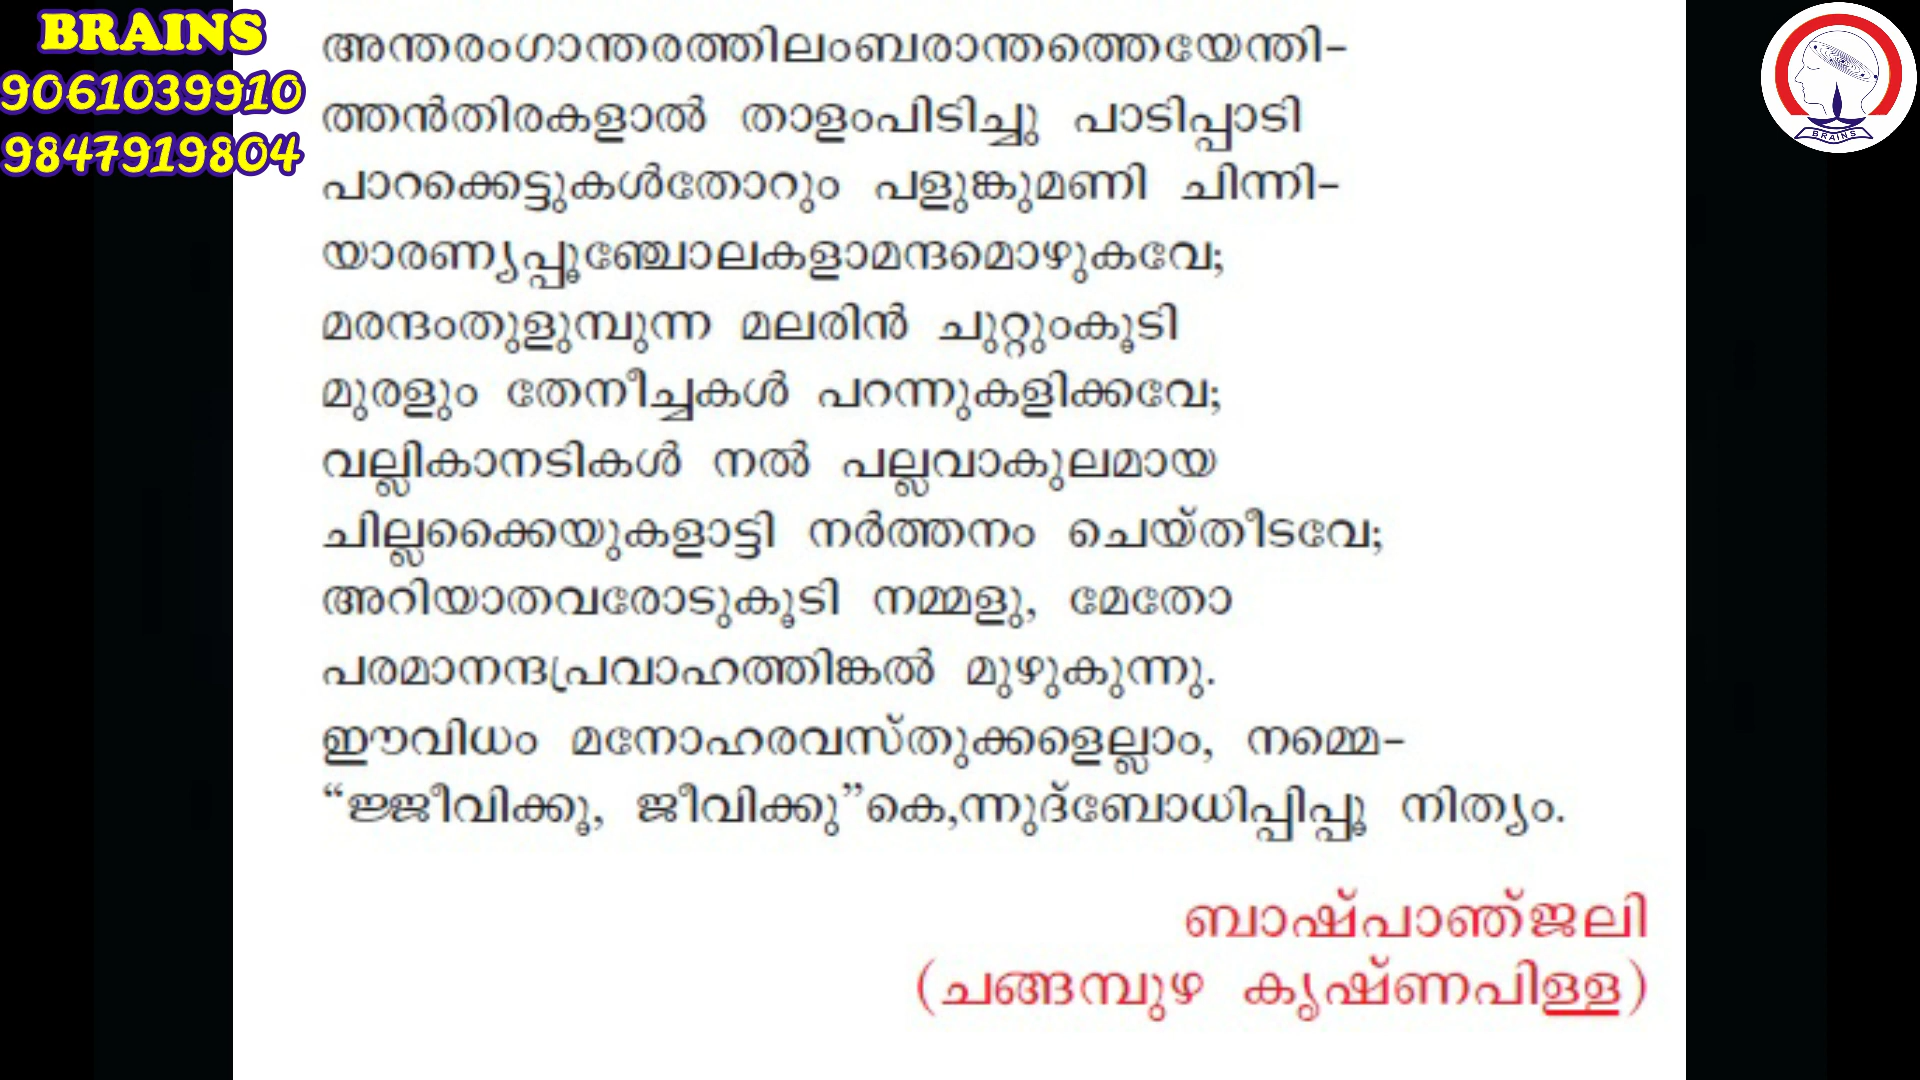 BRAINS
9061039910
9847919804
അന്തരംഗാന്തരത്തിലംബരാന്തത്തെയേന്തി-
ത്തൻതിരകളാൽ താളംപിടിച്ചു പാടിപ്പാടി
പാറക്കെട്ടുകൾതോറും പളുങ്കുമണി ചിന്നി-
യാരണ്യപ്പൂഞ്ചോലകളാമന്ദമൊഴുകവേ;
മരന്ദംതുളുമ്പുന്ന മലരിൻ ചുറ്റുംകൂടി
മുരളും തേനീച്ചകൾ പറന്നുകളിക്കവേ;
വല്ലികാനടികൾ നൽ പല്ലവാകുലമായ
ചില്ലക്കൈയുകളാട്ടി നർത്തനം ചെയ്തീടവേ;
അറിയാതവരോടുകൂടി നമ്മളു, മേതോ
പരമാനന്ദപ്രവാഹത്തിങ്കൽ മുഴുകുന്നു.
ഈവിധം മനോഹരവസ്തുക്കളെല്ലാം, നമ്മെ-
“ജ്ജീവിക്കൂ, ജീവിക്കു”കെ,ന്നുദ്ബോധിപ്പിപ്പൂ നിത്യം.
ബാഷ്പാഞ്ജലി
(ചങ്ങമ്പുഴ കൃഷ്ണപിള്ള)
BRAINS